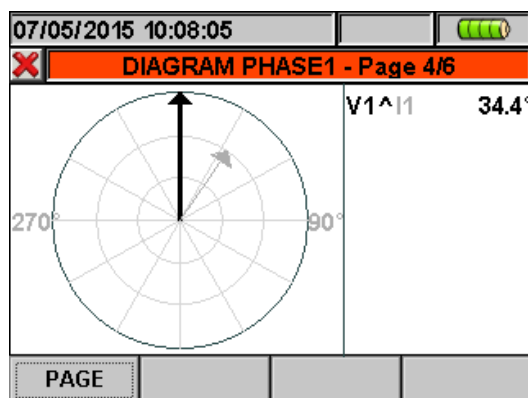 07/05/2015 10:08:05
DIAGRAM PHASE1 - Page 4/6
V1^I1 34.4°
270° 90°
PAGE